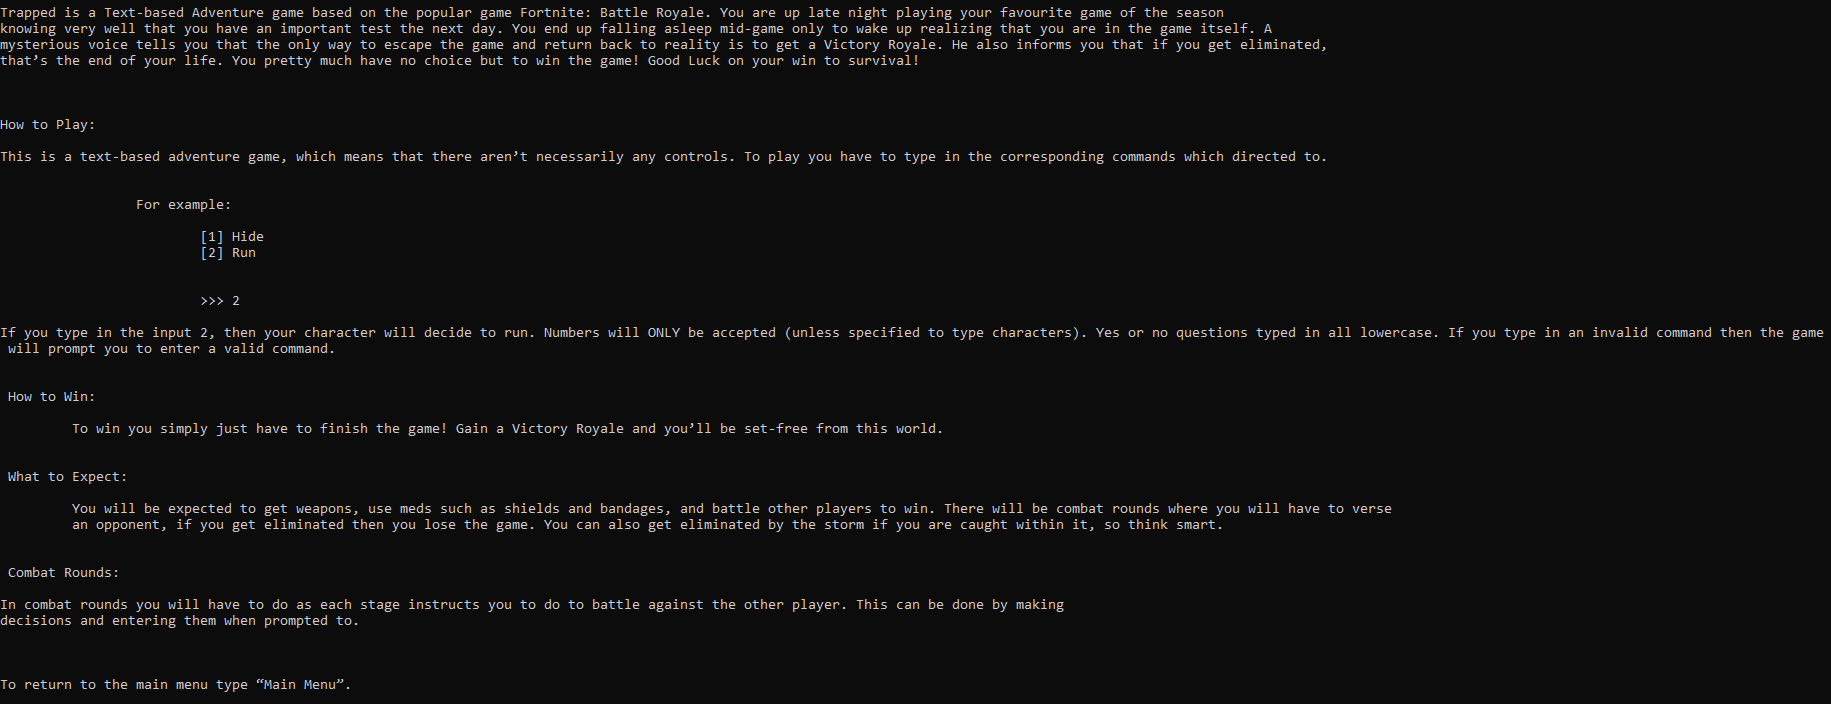 Trapped is a Text-based Adventure game based on the popular game Fortnite: Battle Royale. You are up late night playing your favourite game of the season
knowing very well that you have an important test the next day. You end up falling asleep mid-game only to wake up realizing that you are in the game itself. A
mysterious voice tells you that the only way to escape the game and return back to reality is to get a Victory Royale. He also informs you that if you get eliminated,
that’s the end of your life. You pretty much have no choice but to win the game! Good Luck on your win to survival!
How to Play:
This is a text-based adventure game, which means that there aren’t necessarily any controls. To play you have to type in the corresponding commands which directed to.
For example:
[1] Hide
[2] Run
>>> 2
If you type in the input 2, then your character will decide to run. Numbers will ONLY be accepted (unless specified to type characters). Yes or no questions typed in all lowercase. If you type in an invalid command then the game
will prompt you to enter a valid command.
How to Win:
To win you simply just have to finish the game! Gain a Victory Royale and you’ll be set-free from this world.
What to Expect:
You will be expected to get weapons, use meds such as shields and bandages, and battle other players to win. There will be combat rounds where you will have to verse
an opponent, if you get eliminated then you lose the game. You can also get eliminated by the storm if you are caught within it, so think smart.
Combat Rounds:
In combat rounds you will have to do as each stage instructs you to do to battle against the other player. This can be done by making
decisions and entering them when prompted to.
To return to the main menu type “Main Menu”.